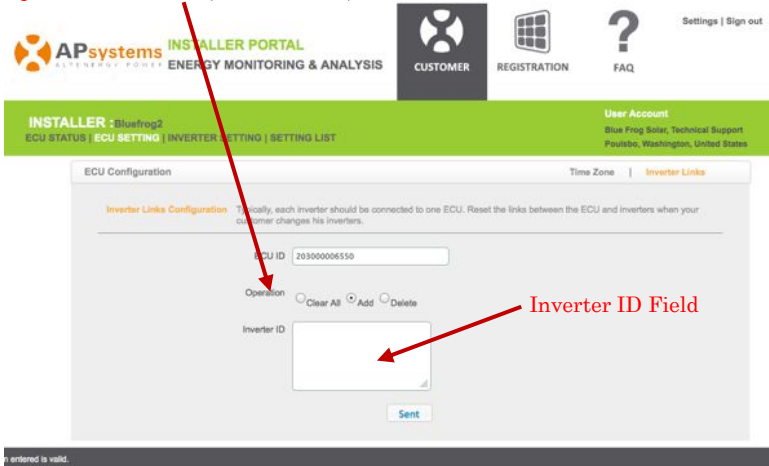 Settings | Sign out
APsystems
ALTENERGY POWER
INSTALLER PORTAL
ENERGY MONITORING & ANALYSIS
CUSTOMER
REGISTRATION
FAQ
INSTALLER :Bluefrog2
ECU STATUS | ECU SETTING | INVERTER SETTING | SETTING LIST
User Account
Blue Frog Solar, Technical Support
Poulsbo, Washington, United States
ECU Configuration
Time Zone | Inverter Links
Inverter Links Configuration
Typically, each inverter should be connected to one ECU. Reset the links between the ECU and inverters when your
customer changes his inverters.
ECU ID 203000006550
Operation Clear All Add Delete
Inverter ID Field
Inverter ID
Sent
n entered is valid.